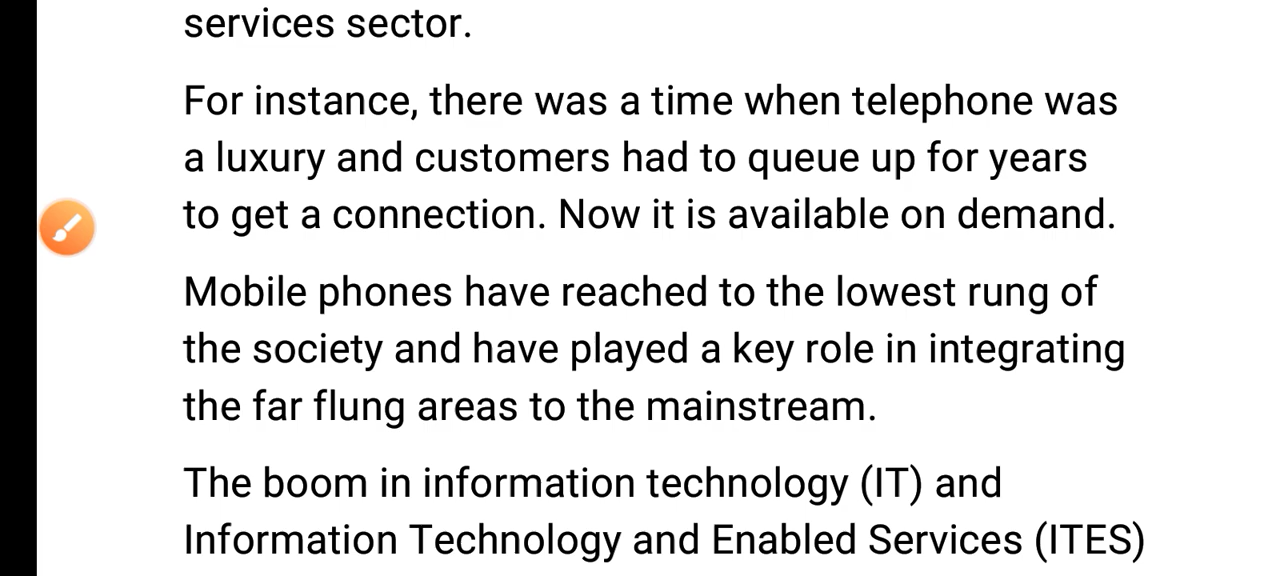 services sector.
For instance, there was a time when telephone was
a luxury and customers had to queue up for years
to get a connection. Now it is available on demand.
Mobile phones have reached to the lowest rung of
the society and have played a key role in integrating
the far flung areas to the mainstream.
The boom in information technology (IT) and
Information Technology and Enabled Services (ITES)